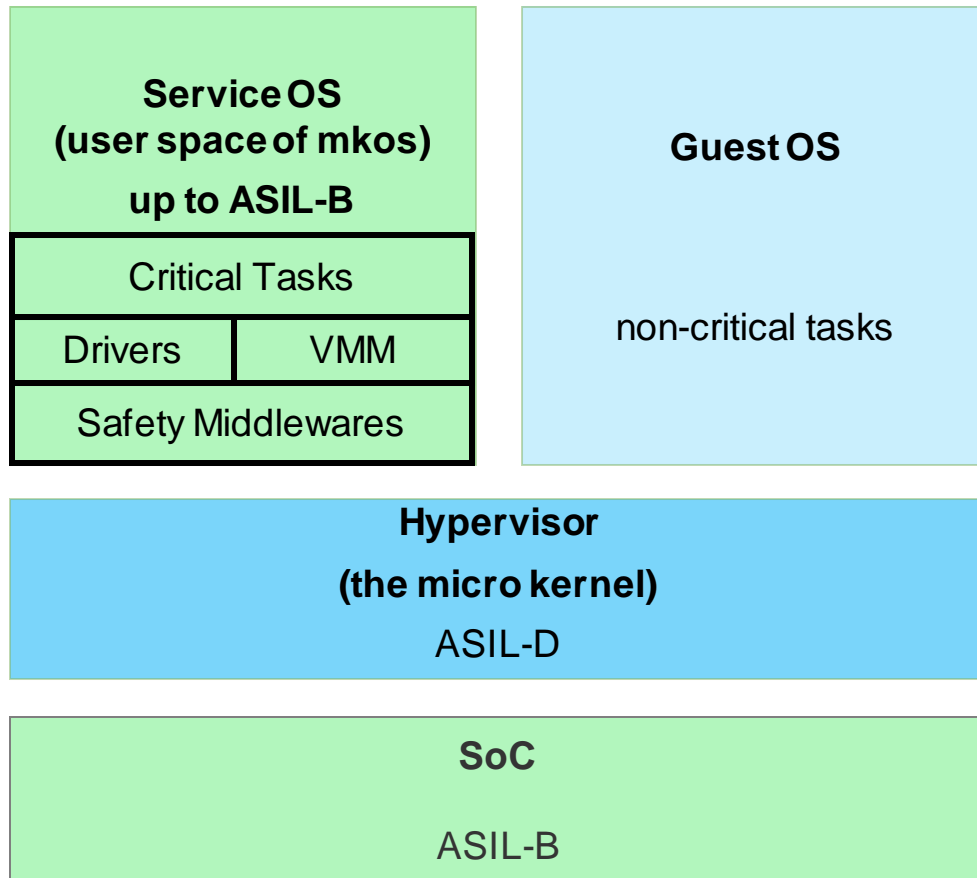 Service OS
(user space of mkos)
up to ASIL-B
Critical Tasks
Drivers
VMM
Safety Middlewares
Guest OS
non-critical tasks
Hypervisor
(the micro kernel)
ASIL-D
SoC
ASIL-B